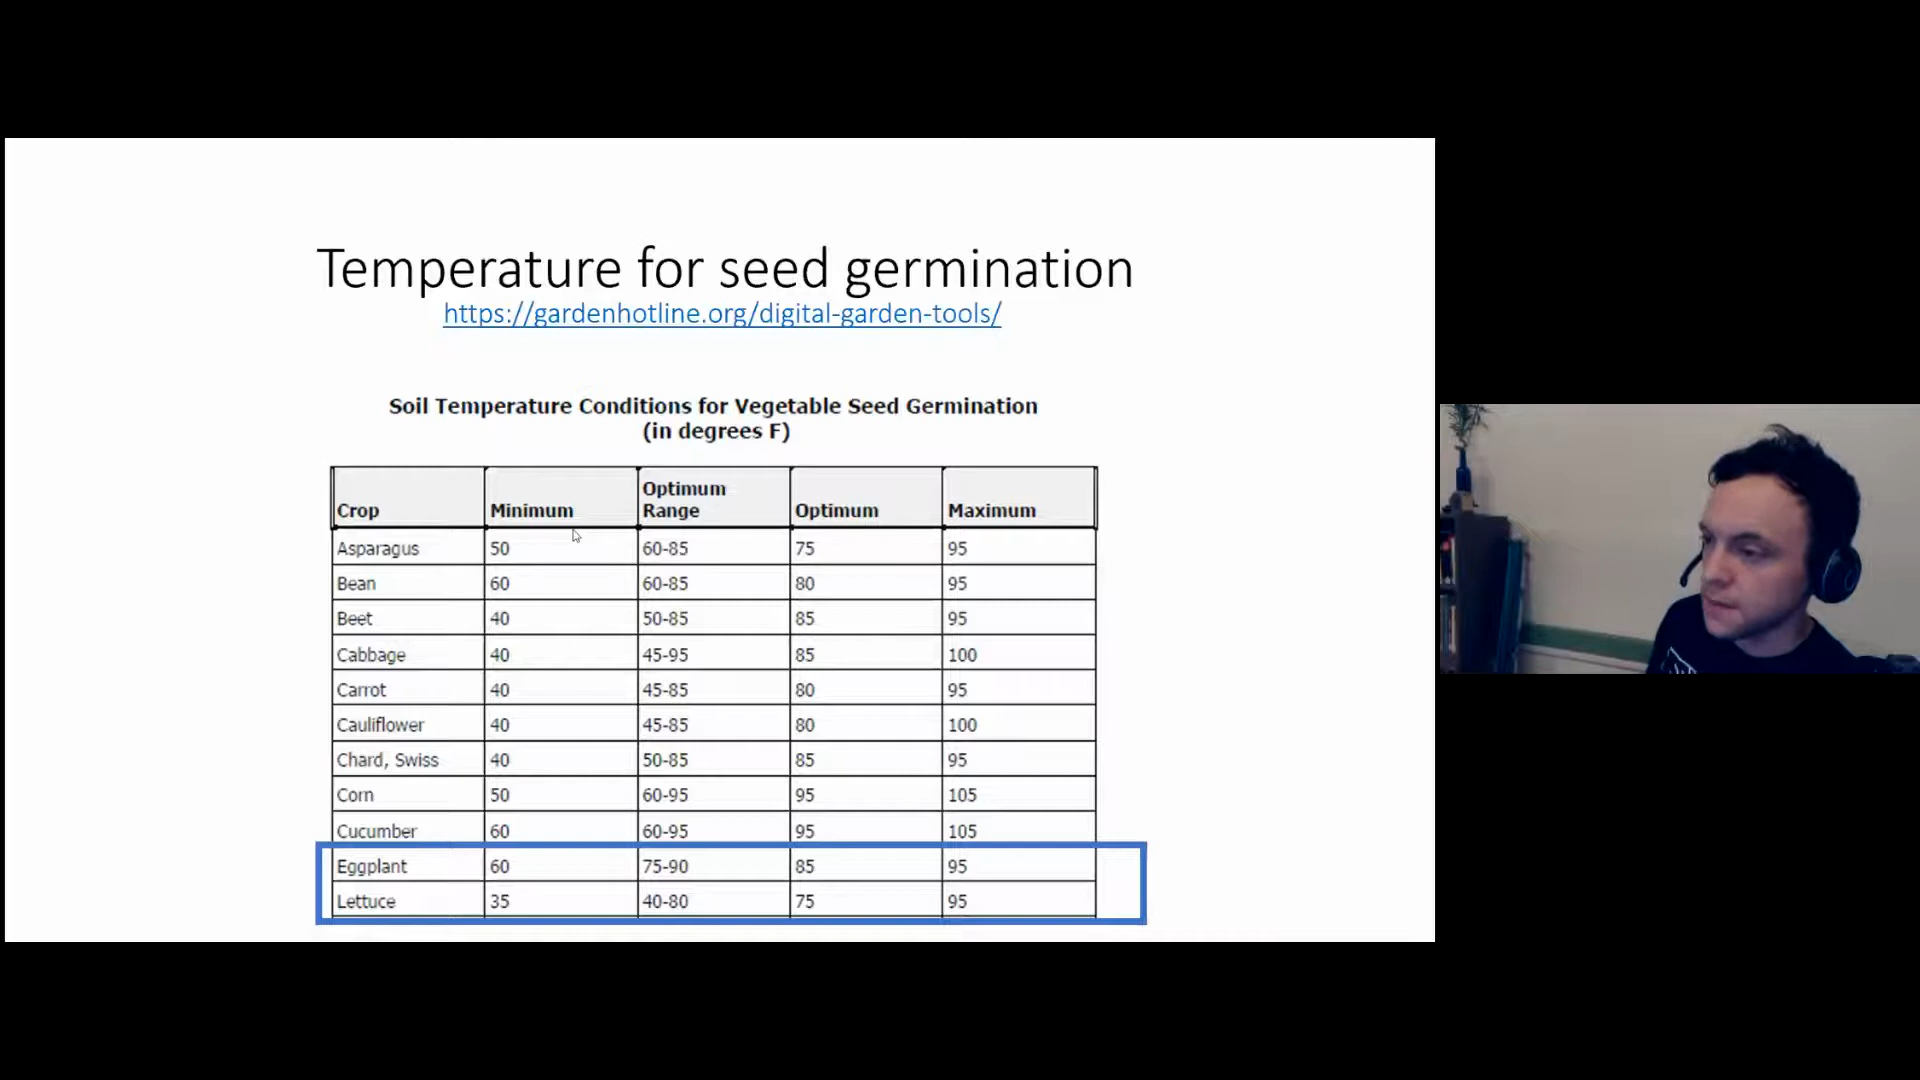 Temperature for seed germination
https://gardenhotline.org/digital-garden-tools/
Soil Temperature Conditions for Vegetable Seed Germination
(in degrees F)
Crop Minimum Optimum Range Optimum Maximum
Asparagus 50 60-85 75 95
Bean 60 60-85 80 95
Beet 40 50-85 85 95
Cabbage 40 45-95 85 100
Carrot 40 45-85 80 95
Cauliflower 40 45-85 80 100
Chard, Swiss 40 50-85 85 95
Corn 50 60-95 95 105
Cucumber 60 60-95 95 105
Eggplant 60 75-90 85 95
Lettuce 35 40-80 75 95